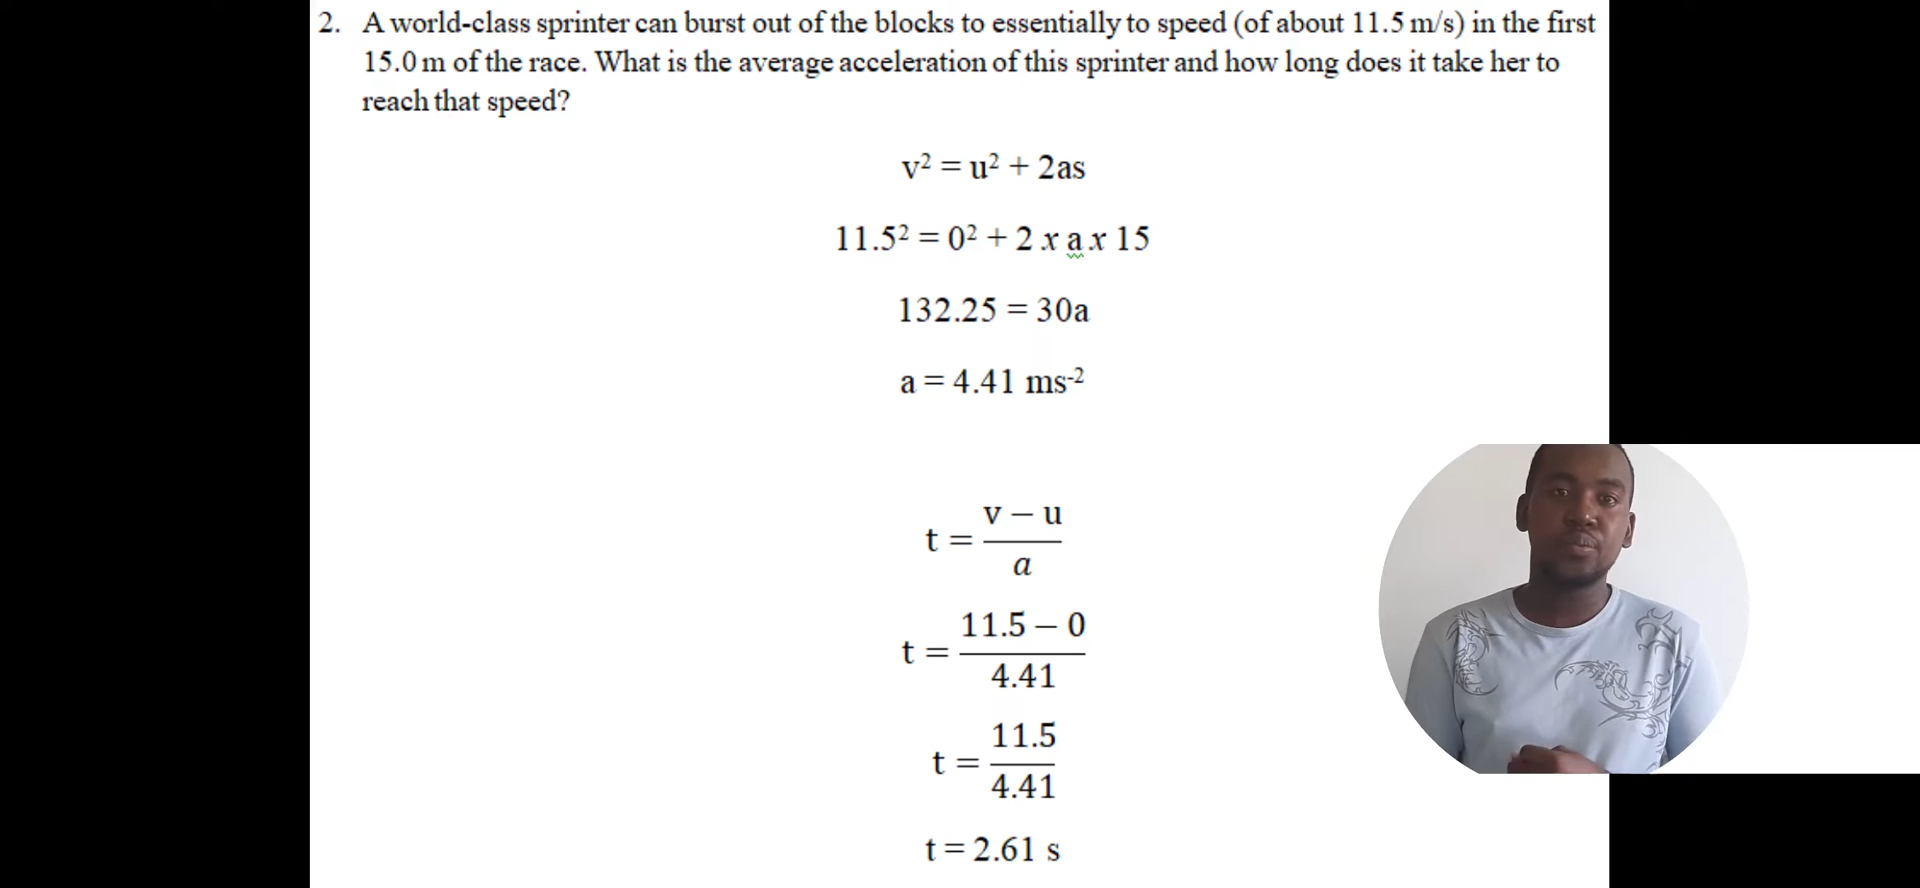 2. A world-class sprinter can burst out of the blocks to essentially to speed (of about 11.5 m/s) in the first
15.0 m of the race. What is the average acceleration of this sprinter and how long does it take her to
reach that speed?
v² = u² + 2as
11.5² = 0² + 2 x a x 15
132.25 = 30a
a = 4.41 ms⁻²
t = (v − u)/a
t = (11.5 − 0)/4.41
t = 11.5/4.41
t = 2.61 s